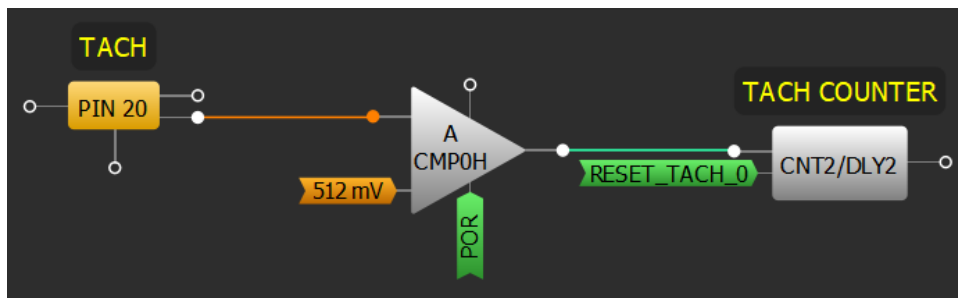 TACH
PIN 20
512 mV
A
CMP0H
POR
RESET_TACH_0
TACH COUNTER
CNT2/DLY2